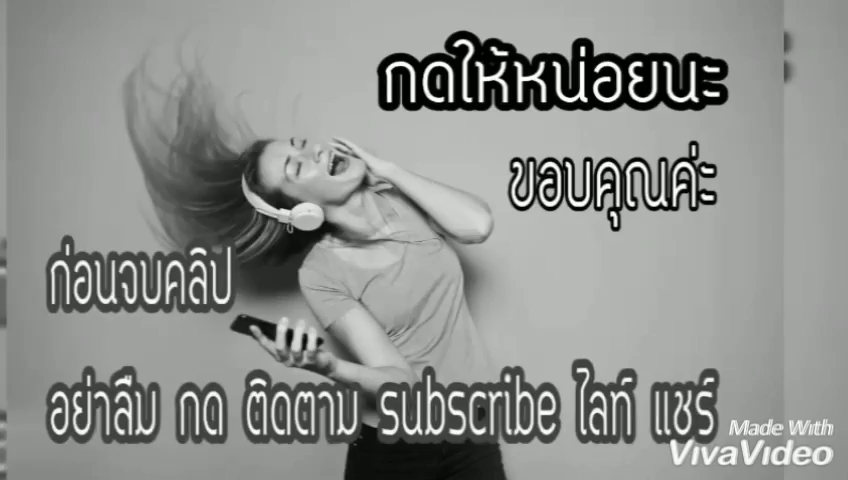 กดให้หน่อยนะ
ขอบคุณค่ะ
ก่อนจบคลิป
อย่าลืม กด ติดตาม subscribe ไลท์ แชร์
Made With
VivaVideo